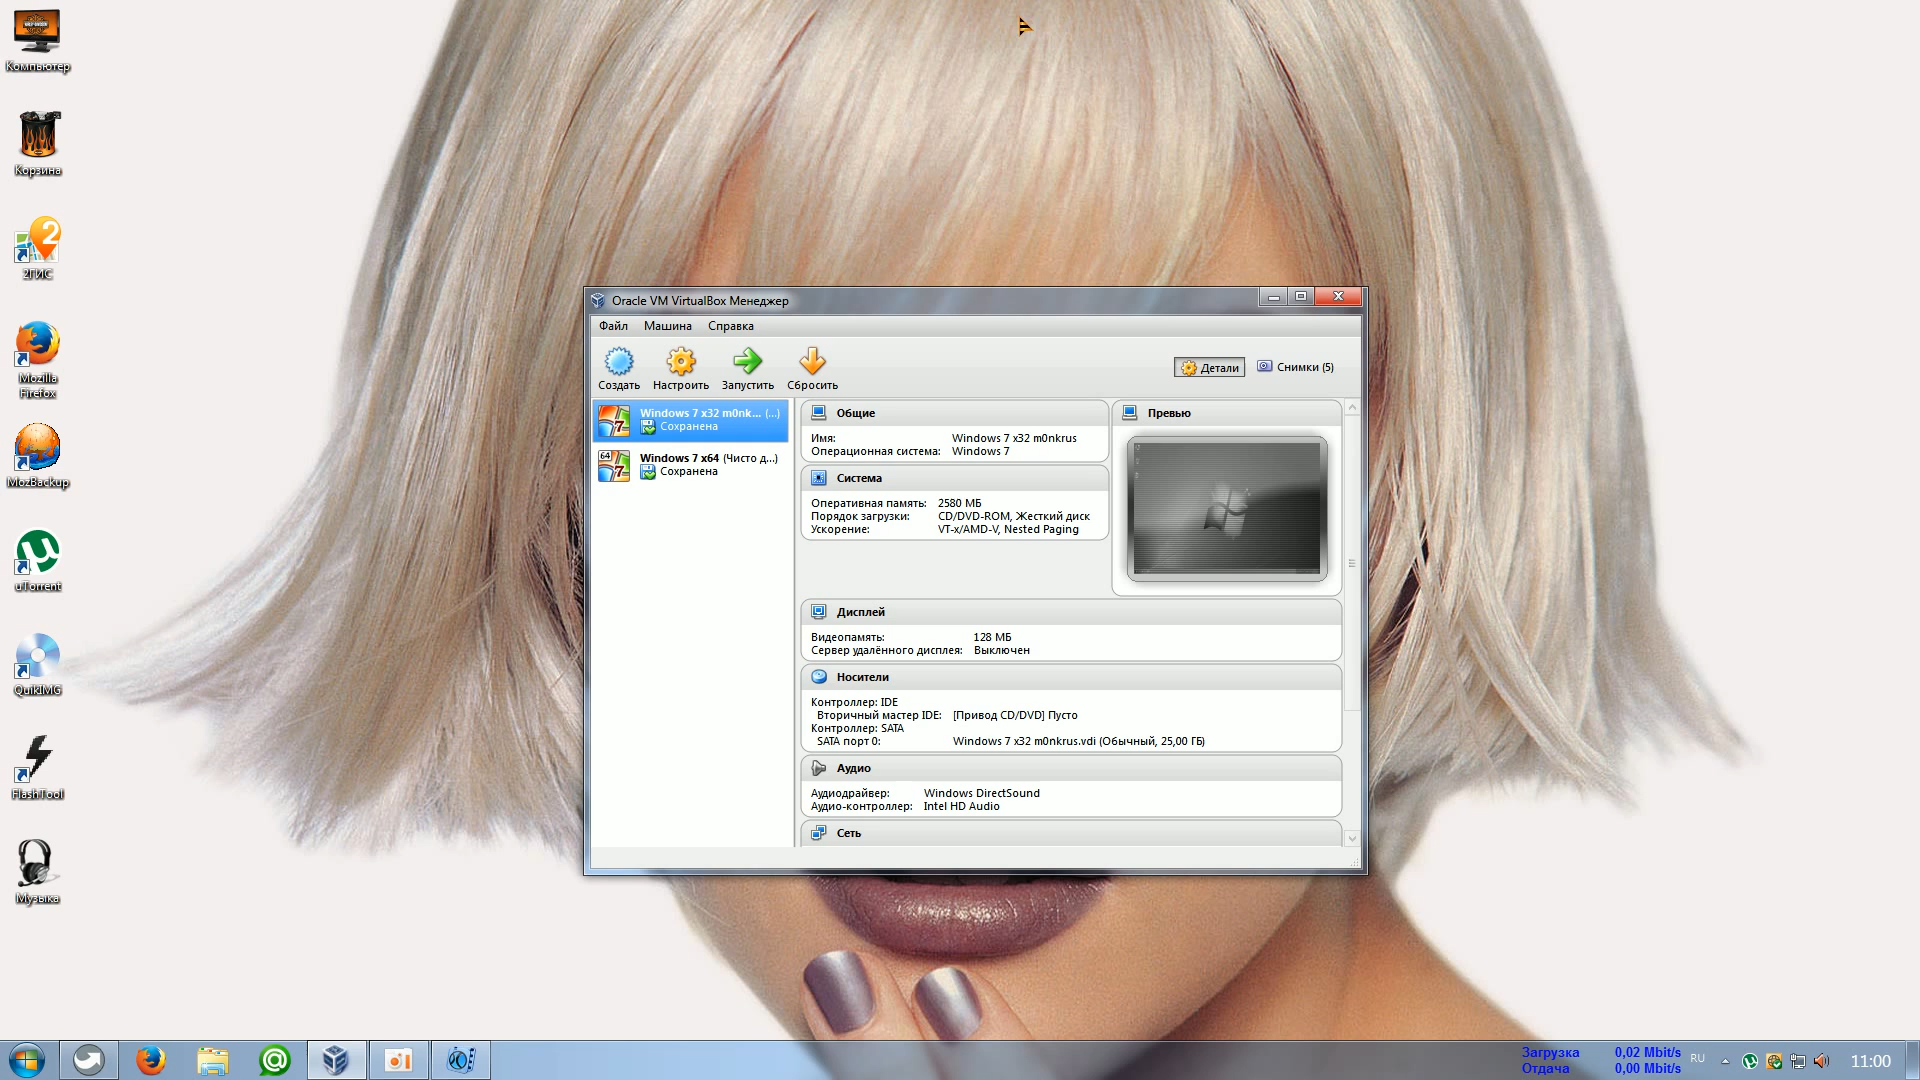 Компьютер
Корзина
2ГИС
Mozilla
Firefox
MozBackup
uTorrent
QuikIMG
FlashTool
Музыка
Oracle VM VirtualBox Менеджер
Файл Машина Справка
Создать Настроить Запустить Сбросить
Детали Снимки (5)
Windows 7 x32 m0nk... (...)
Сохранена
64
Windows 7 x64 (Чисто д...)
Сохранена
Общие
Имя: Windows 7 x32 m0nkrus
Операционная система: Windows 7
Система
Оперативная память: 2580 МБ
Порядок загрузки: CD/DVD-ROM, Жесткий диск
Ускорение: VT-x/AMD-V, Nested Paging
Превью
Дисплей
Видеопамять: 128 МБ
Сервер удалённого дисплея: Выключен
Носители
Контроллер: IDE
Вторичный мастер IDE: [Привод CD/DVD] Пусто
Контроллер: SATA
SATA порт 0: Windows 7 x32 m0nkrus.vdi (Обычный, 25,00 ГБ)
Аудио
Аудиодрайвер: Windows DirectSound
Аудио-контроллер: Intel HD Audio
Сеть
Загрузка 0,02 Mbit/s
Отдача 0,00 Mbit/s
RU
11:00